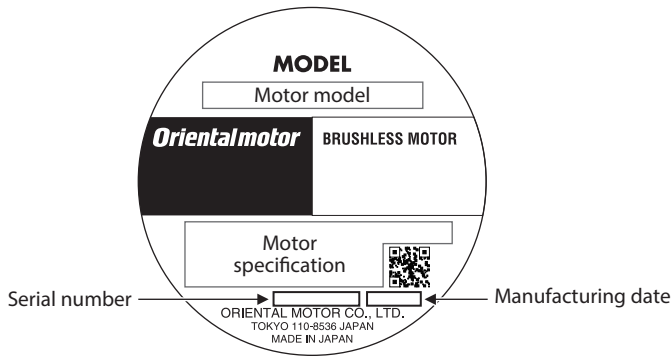 MODEL
Motor model
Orientalmotor
BRUSHLESS MOTOR
Motor
specification
Serial number
Manufacturing date
ORIENTAL MOTOR CO., LTD.
TOKYO 110-8536 JAPAN
MADE IN JAPAN